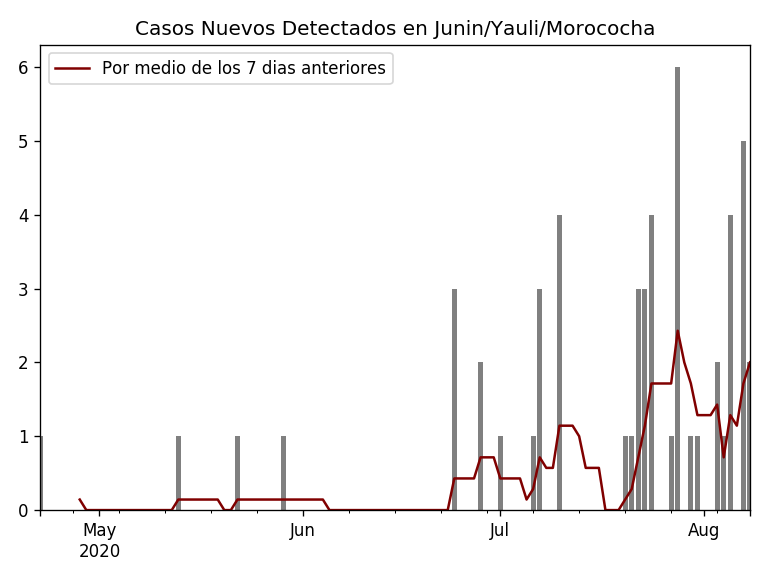 Casos Nuevos Detectados en Junin/Yauli/Morococha
Por medio de los 7 dias anteriores
6
5
4
3
2
1
0
May
2020
Jun
Jul
Aug